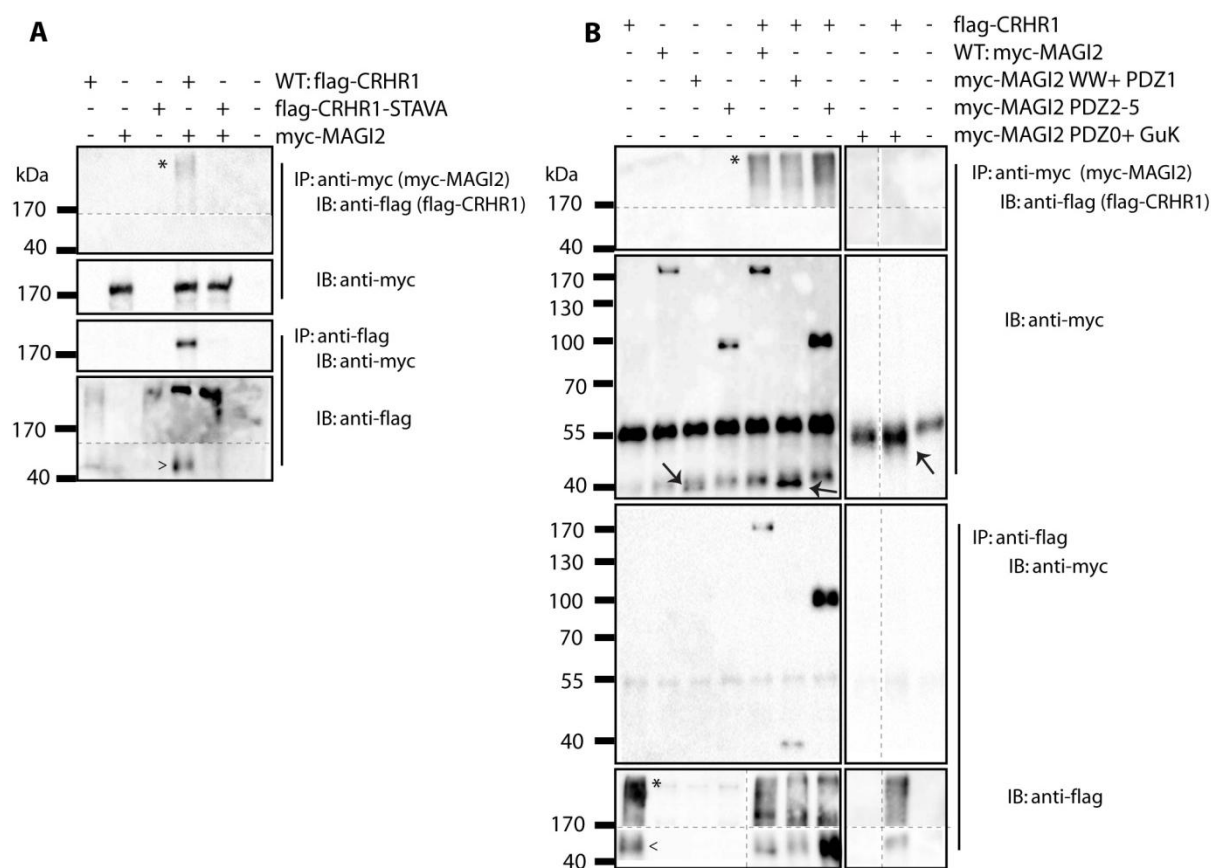 A
+ - - + - - WT: flag-CRHR1
- - + - + - flag-CRHR1-STAVA
- + - + + - myc-MAGI2
kDa
170
40
*
IP: anti-myc (myc-MAGI2)
IB: anti-flag (flag-CRHR1)
170
IB: anti-myc
170
IP: anti-flag
IB: anti-myc
170
40
>
IB: anti-flag
B
+ - - - + + + - + - flag-CRHR1
- + - - + - - - - - WT: myc-MAGI2
- - + - - + - - - - myc-MAGI2 WW+ PDZ1
- - - + - - + - - - myc-MAGI2 PDZ2-5
- - - - - - - + + - myc-MAGI2 PDZ0+ GuK
kDa
170
40
*
IP: anti-myc (myc-MAGI2)
IB: anti-flag (flag-CRHR1)
170
130
100
70
55
40
IB: anti-myc
170
130
100
70
55
40
IP: anti-flag
IB: anti-myc
170
40
*
<
IB: anti-flag